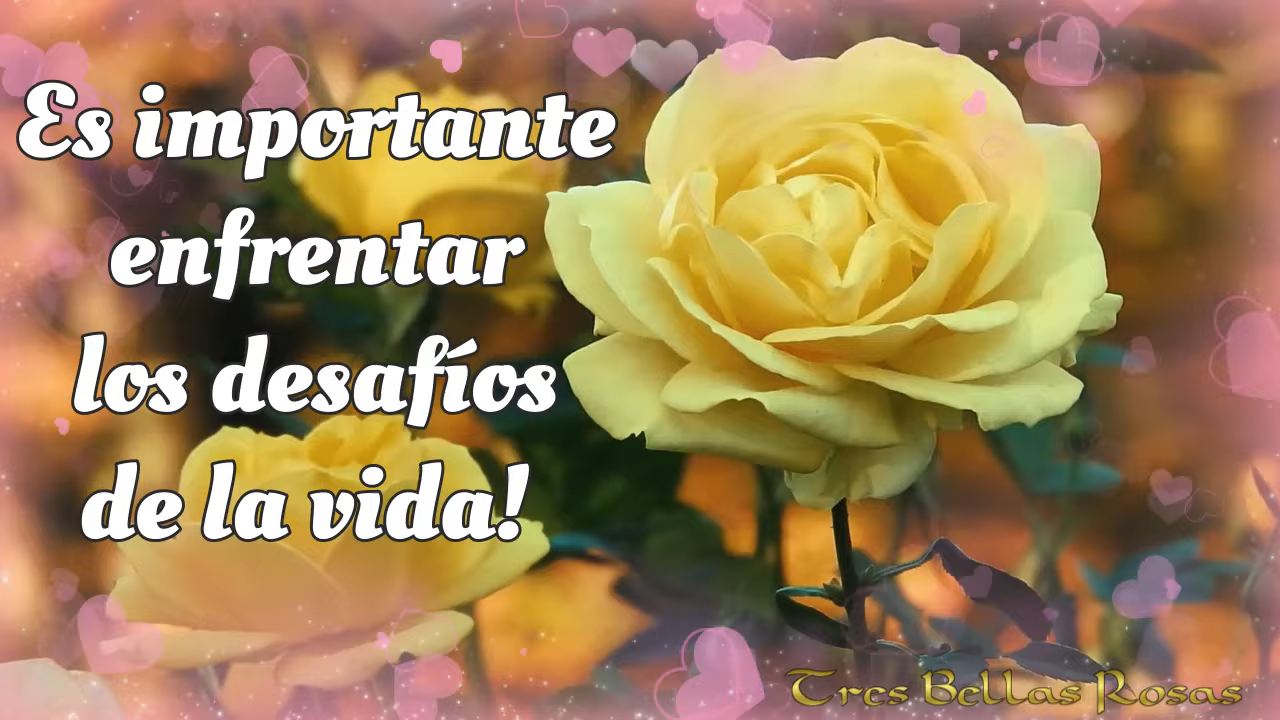 Es importante
enfrentar
los desafíos
de la vida!
Tres Bellas Rosas